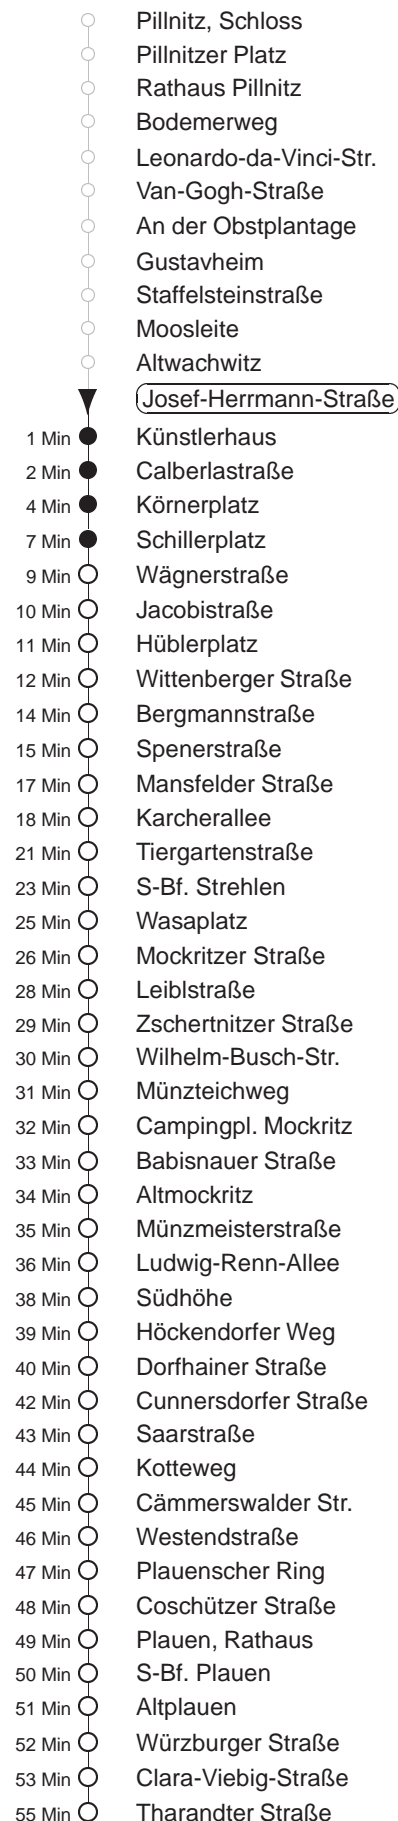 Pillnitz, Schloss
Pillnitzer Platz
Rathaus Pillnitz
Bodemerweg
Leonardo-da-Vinci-Str.
Van-Gogh-Straße
An der Obstplantage
Gustavheim
Staffelsteinstraße
Moosleite
Altwachwitz
Josef-Herrmann-Straße
1 Min Künstlerhaus
2 Min Calberlastraße
4 Min Körnerplatz
7 Min Schillerplatz
9 Min Wägnerstraße
10 Min Jacobistraße
11 Min Hüblerplatz
12 Min Wittenberger Straße
14 Min Bergmannstraße
15 Min Spenerstraße
17 Min Mansfelder Straße
18 Min Karcherallee
21 Min Tiergartenstraße
23 Min S-Bf. Strehlen
25 Min Wasaplatz
26 Min Mockritzer Straße
28 Min Leiblstraße
29 Min Zschertnitzer Straße
30 Min Wilhelm-Busch-Str.
31 Min Münzteichweg
32 Min Campingpl. Mockritz
33 Min Babisnauer Straße
34 Min Altmockritz
35 Min Münzmeisterstraße
36 Min Ludwig-Renn-Allee
38 Min Südhöhe
39 Min Höckendorfer Weg
40 Min Dorfhainer Straße
42 Min Cunnersdorfer Straße
43 Min Saarstraße
44 Min Kotteweg
45 Min Cämmerswalder Str.
46 Min Westendstraße
47 Min Plauenscher Ring
48 Min Coschützer Straße
49 Min Plauen, Rathaus
50 Min S-Bf. Plauen
51 Min Altplauen
52 Min Würzburger Straße
53 Min Clara-Viebig-Straße
55 Min Tharandter Straße